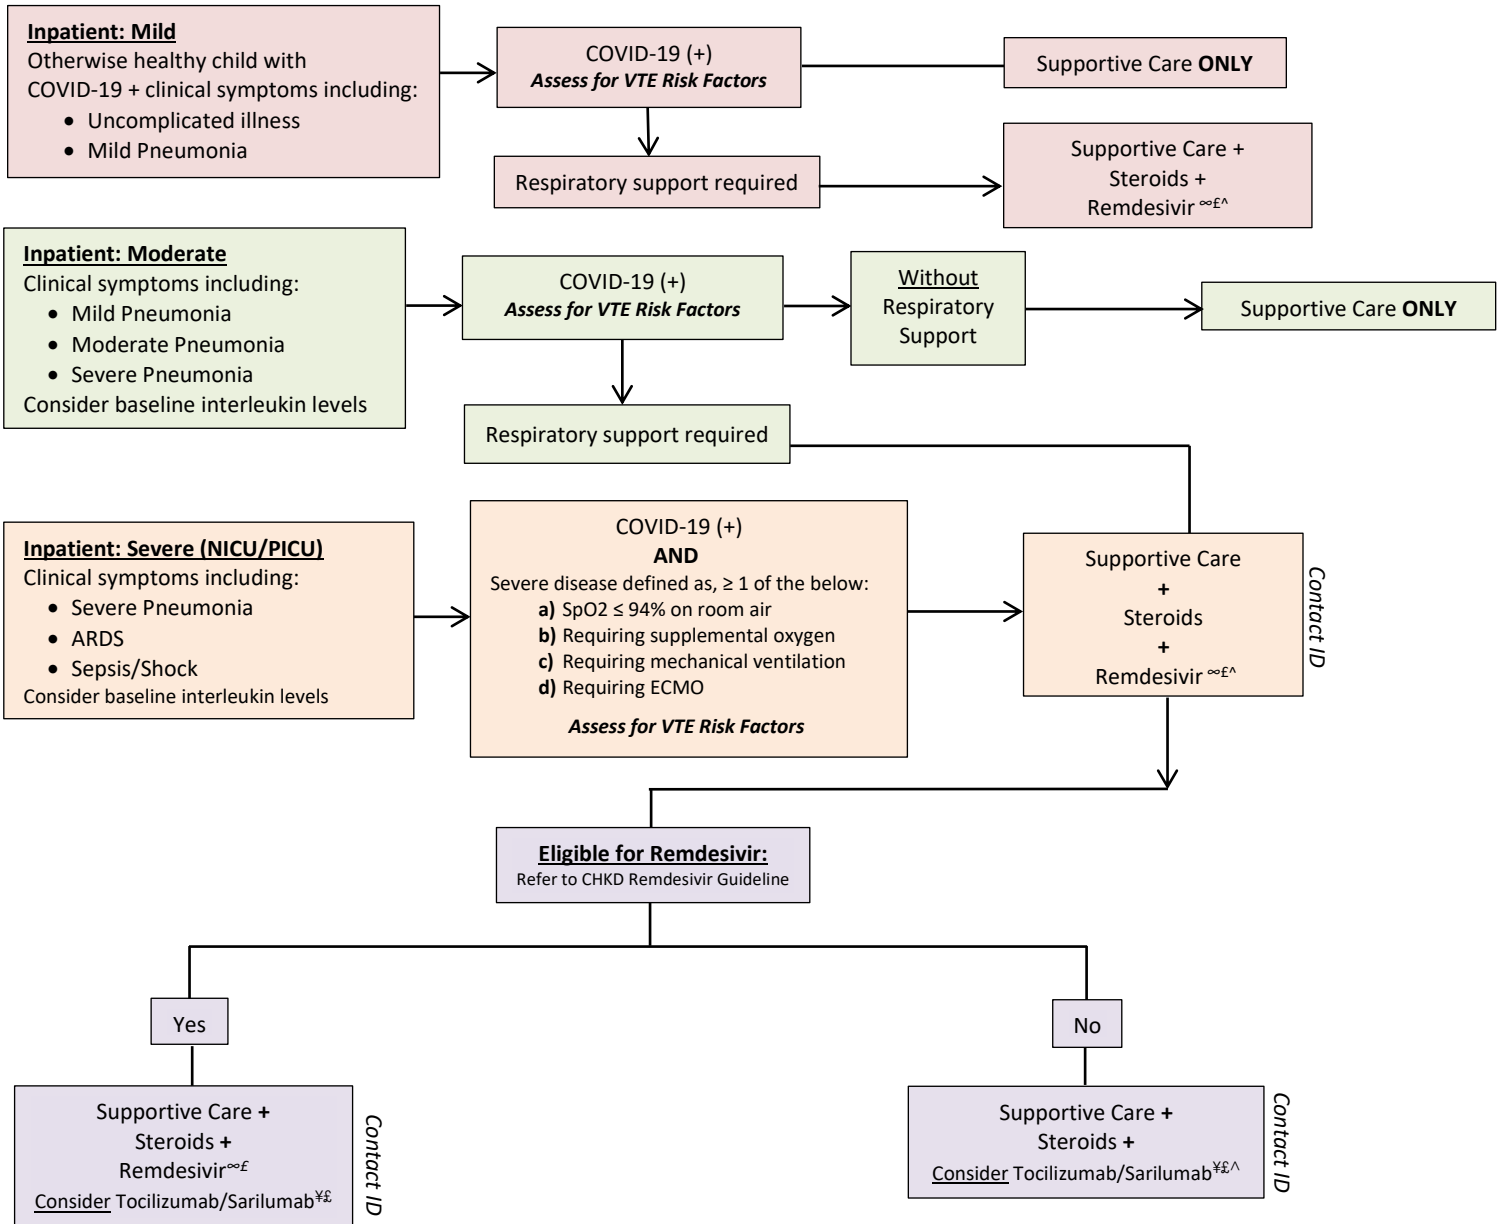 Inpatient: Mild
Otherwise healthy child with
COVID-19 + clinical symptoms including:
• Uncomplicated illness
• Mild Pneumonia
COVID-19 (+)
Assess for VTE Risk Factors
Supportive Care ONLY
Respiratory support required
Supportive Care +
Steroids +
Remdesivir ∞£^
Inpatient: Moderate
Clinical symptoms including:
• Mild Pneumonia
• Moderate Pneumonia
• Severe Pneumonia
Consider baseline interleukin levels
COVID-19 (+)
Assess for VTE Risk Factors
Without
Respiratory
Support
Supportive Care ONLY
Respiratory support required
Inpatient: Severe (NICU/PICU)
Clinical symptoms including:
• Severe Pneumonia
• ARDS
• Sepsis/Shock
Consider baseline interleukin levels
COVID-19 (+)
AND
Severe disease defined as, ≥ 1 of the below:
a) SpO2 ≤ 94% on room air
b) Requiring supplemental oxygen
c) Requiring mechanical ventilation
d) Requiring ECMO
Assess for VTE Risk Factors
Supportive Care
+
Steroids
+
Remdesivir ∞£^
Contact ID
Eligible for Remdesivir:
Refer to CHKD Remdesivir Guideline
Yes
No
Supportive Care +
Steroids +
Remdesivir∞£
Consider Tocilizumab/Sarilumab¥£
Contact ID
Supportive Care +
Steroids +
Consider Tocilizumab/Sarilumab¥£^
Contact ID